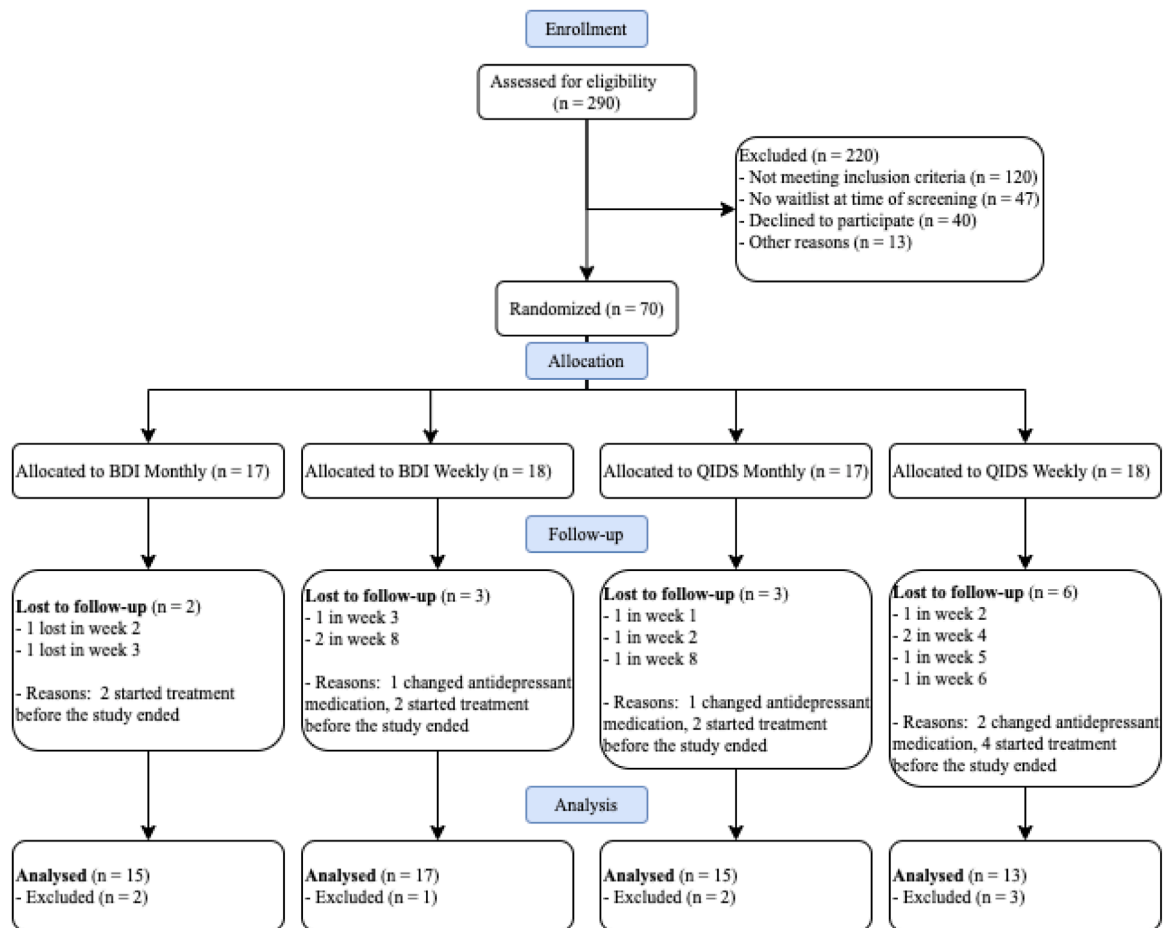 Enrollment
Assessed for eligibility
(n = 290)
Excluded (n = 220)
- Not meeting inclusion criteria (n = 120)
- No waitlist at time of screening (n = 47)
- Declined to participate (n = 40)
- Other reasons (n = 13)
Randomized (n = 70)
Allocation
Allocated to BDI Monthly (n = 17)
Allocated to BDI Weekly (n = 18)
Allocated to QIDS Monthly (n = 17)
Allocated to QIDS Weekly (n = 18)
Follow-up
Lost to follow-up (n = 2)
- 1 lost in week 2
- 1 lost in week 3
- Reasons: 2 started treatment
before the study ended
Lost to follow-up (n = 3)
- 1 in week 3
- 2 in week 8
- Reasons: 1 changed antidepressant
medication, 2 started treatment
before the study ended
Lost to follow-up (n = 3)
- 1 in week 1
- 1 in week 2
- 1 in week 8
- Reasons: 1 changed antidepressant
medication, 2 started treatment
before the study ended
Lost to follow-up (n = 6)
- 1 in week 2
- 2 in week 4
- 1 in week 5
- 1 in week 6
- Reasons: 2 changed antidepressant
medication, 4 started treatment
before the study ended
Analysis
Analysed (n = 15)
- Excluded (n = 2)
Analysed (n = 17)
- Excluded (n = 1)
Analysed (n = 15)
- Excluded (n = 2)
Analysed (n = 13)
- Excluded (n = 3)